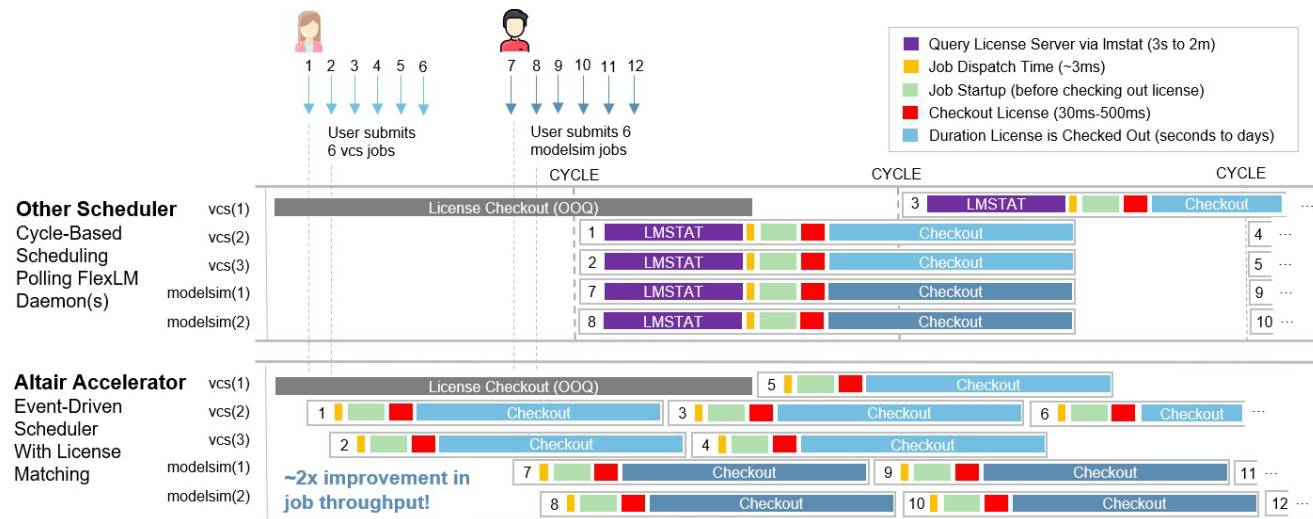 1 2 3 4 5 6
User submits
6 vcs jobs
7 8 9 10 11 12
User submits 6
modelsim jobs
Query License Server via lmstat (3s to 2m)
Job Dispatch Time (~3ms)
Job Startup (before checking out license)
Checkout License (30ms-500ms)
Duration License is Checked Out (seconds to days)
CYCLE CYCLE CYCLE
Other Scheduler
Cycle-Based
Scheduling
Polling FlexLM
Daemon(s)
vcs(1) License Checkout (OOQ) 3 LMSTAT Checkout ...
vcs(2) 1 LMSTAT Checkout 4 ...
vcs(3) 2 LMSTAT Checkout 5 ...
modelsim(1) 7 LMSTAT Checkout 9 ...
modelsim(2) 8 LMSTAT Checkout 10 ...
Altair Accelerator
Event-Driven
Scheduler
With License
Matching
vcs(1) License Checkout (OOQ) 5 Checkout
vcs(2) 1 Checkout 3 Checkout 6 Checkout ...
vcs(3) 2 Checkout 4 Checkout
modelsim(1) 7 Checkout 9 Checkout 11 ...
modelsim(2) 8 Checkout 10 Checkout 12 ...
~2x improvement in
job throughput!